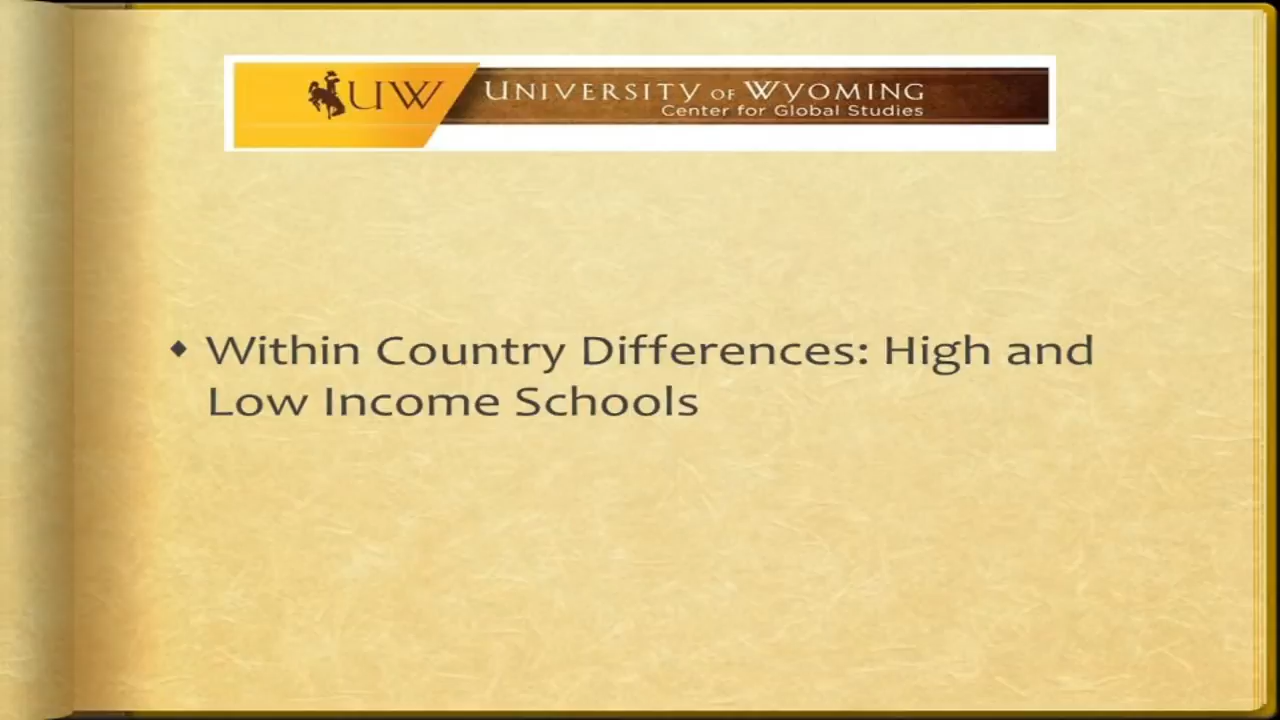 UW UNIVERSITY OF WYOMING
Center for Global Studies
Within Country Differences: High and
Low Income Schools